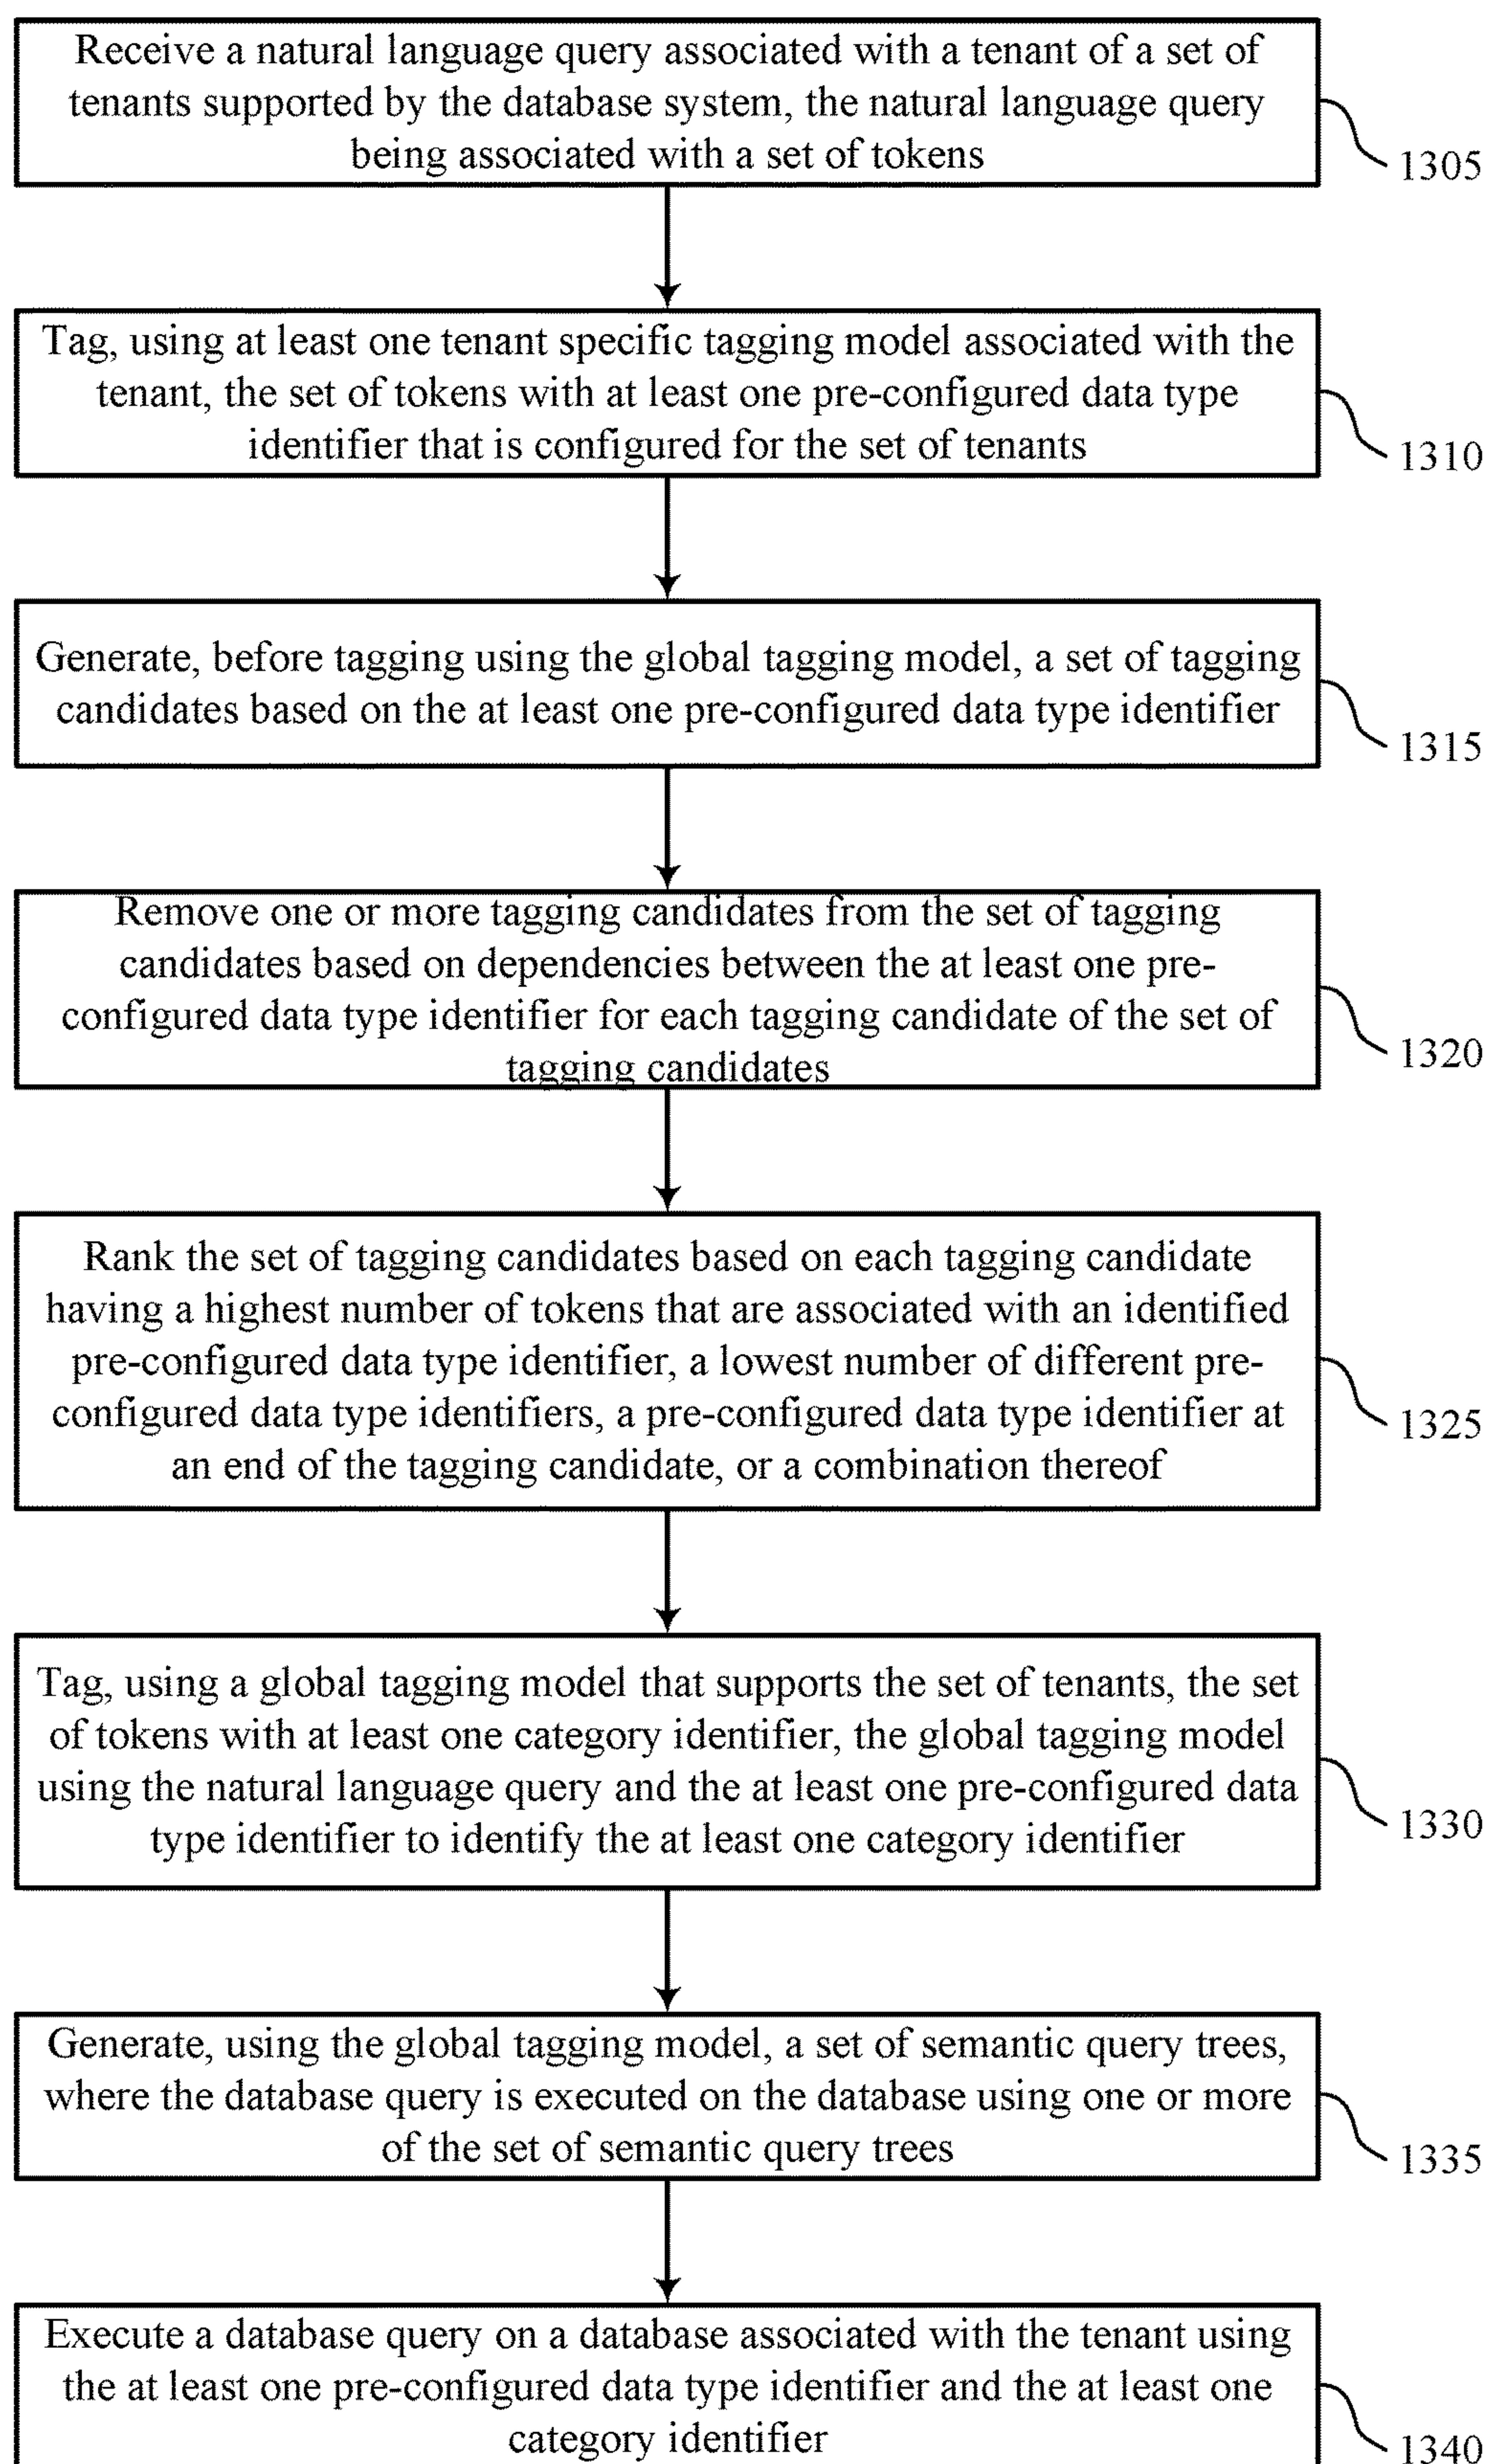 Receive a natural language query associated with a tenant of a set of
tenants supported by the database system, the natural language query
being associated with a set of tokens
1305
Tag, using at least one tenant specific tagging model associated with the
tenant, the set of tokens with at least one pre-configured data type
identifier that is configured for the set of tenants
1310
Generate, before tagging using the global tagging model, a set of tagging
candidates based on the at least one pre-configured data type identifier
1315
Remove one or more tagging candidates from the set of tagging
candidates based on dependencies between the at least one pre-
configured data type identifier for each tagging candidate of the set of
tagging candidates
1320
Rank the set of tagging candidates based on each tagging candidate
having a highest number of tokens that are associated with an identified
pre-configured data type identifier, a lowest number of different pre-
configured data type identifiers, a pre-configured data type identifier at
an end of the tagging candidate, or a combination thereof
1325
Tag, using a global tagging model that supports the set of tenants, the set
of tokens with at least one category identifier, the global tagging model
using the natural language query and the at least one pre-configured data
type identifier to identify the at least one category identifier
1330
Generate, using the global tagging model, a set of semantic query trees,
where the database query is executed on the database using one or more
of the set of semantic query trees
1335
Execute a database query on a database associated with the tenant using
the at least one pre-configured data type identifier and the at least one
category identifier
1340